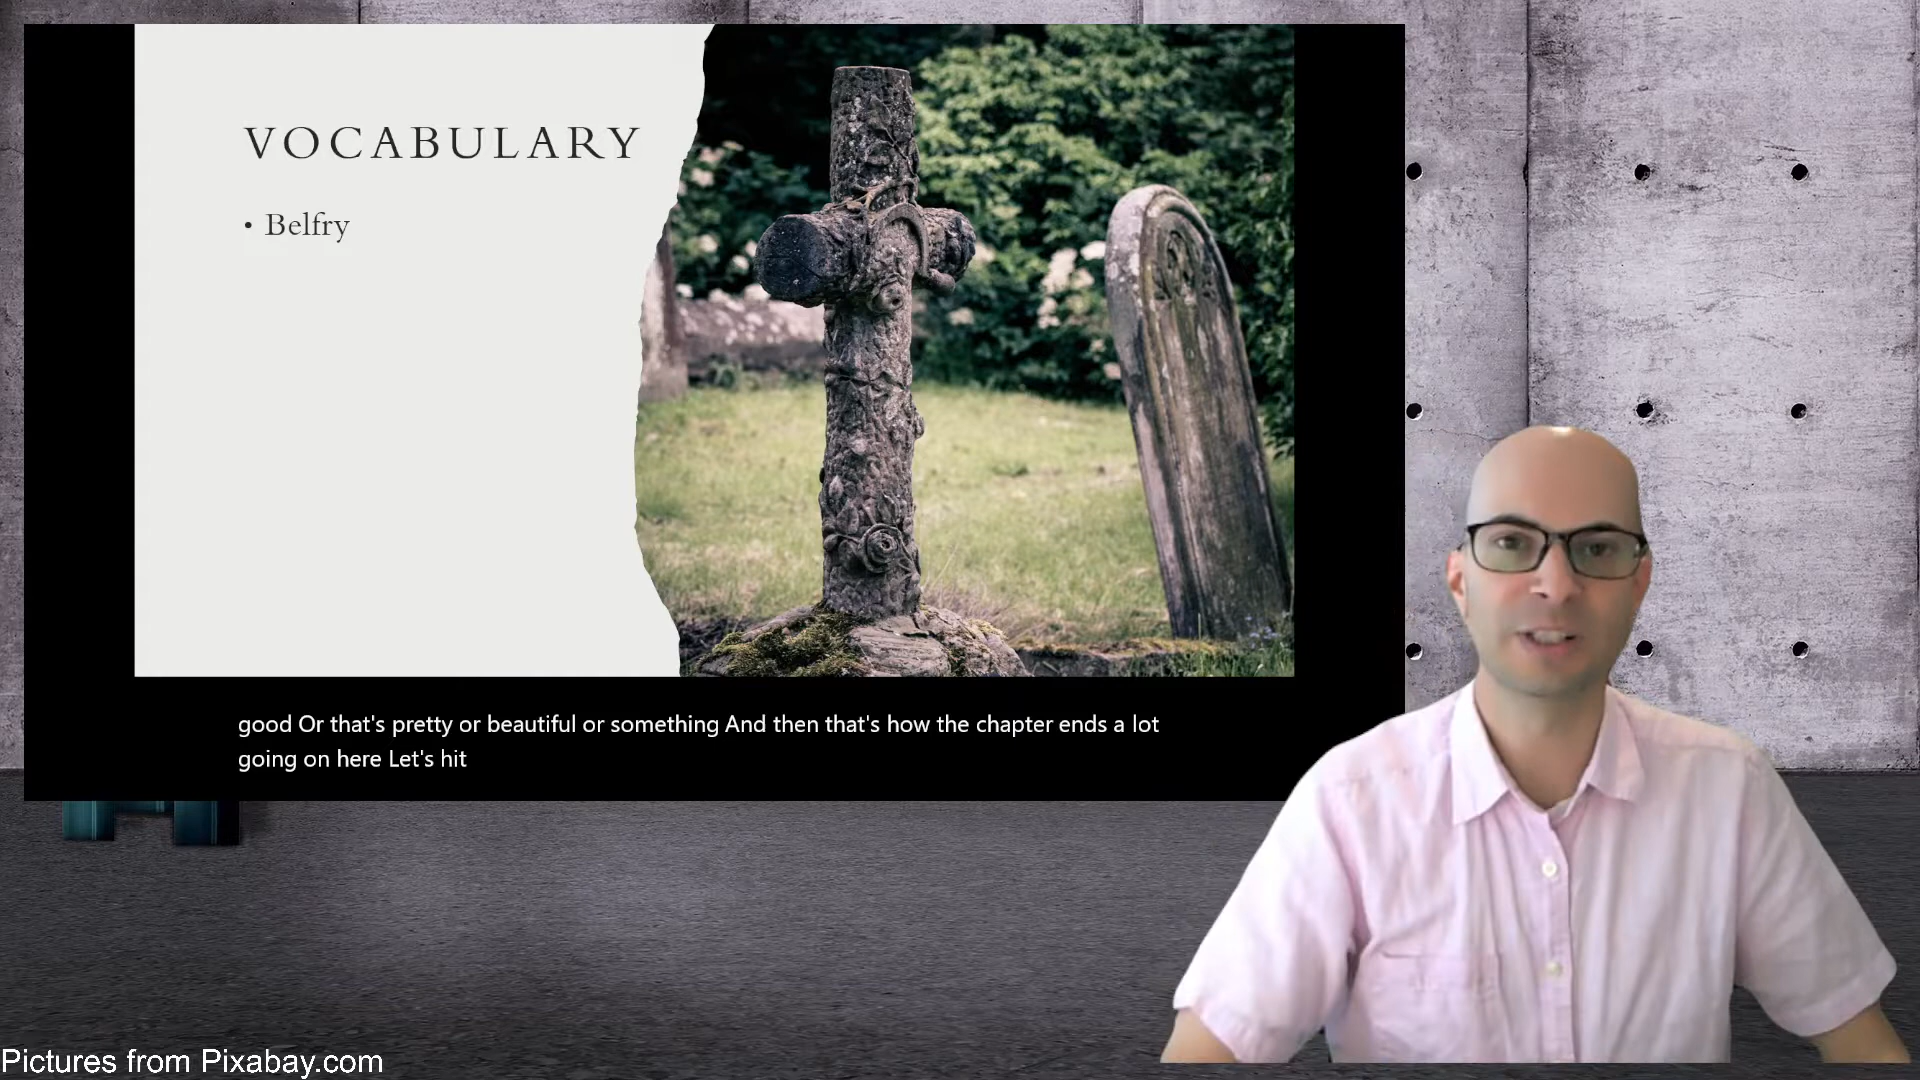 VOCABULARY
• Belfry
good Or that's pretty or beautiful or something And then that's how the chapter ends a lot
going on here Let's hit
Pictures from Pixabay.com